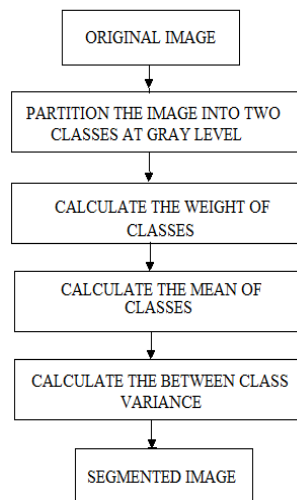 ORIGINAL IMAGE
PARTITION THE IMAGE INTO TWO
CLASSES AT GRAY LEVEL
CALCULATE THE WEIGHT OF
CLASSES
CALCULATE THE MEAN OF
CLASSES
CALCULATE THE BETWEEN CLASS
VARIANCE
SEGMENTED IMAGE